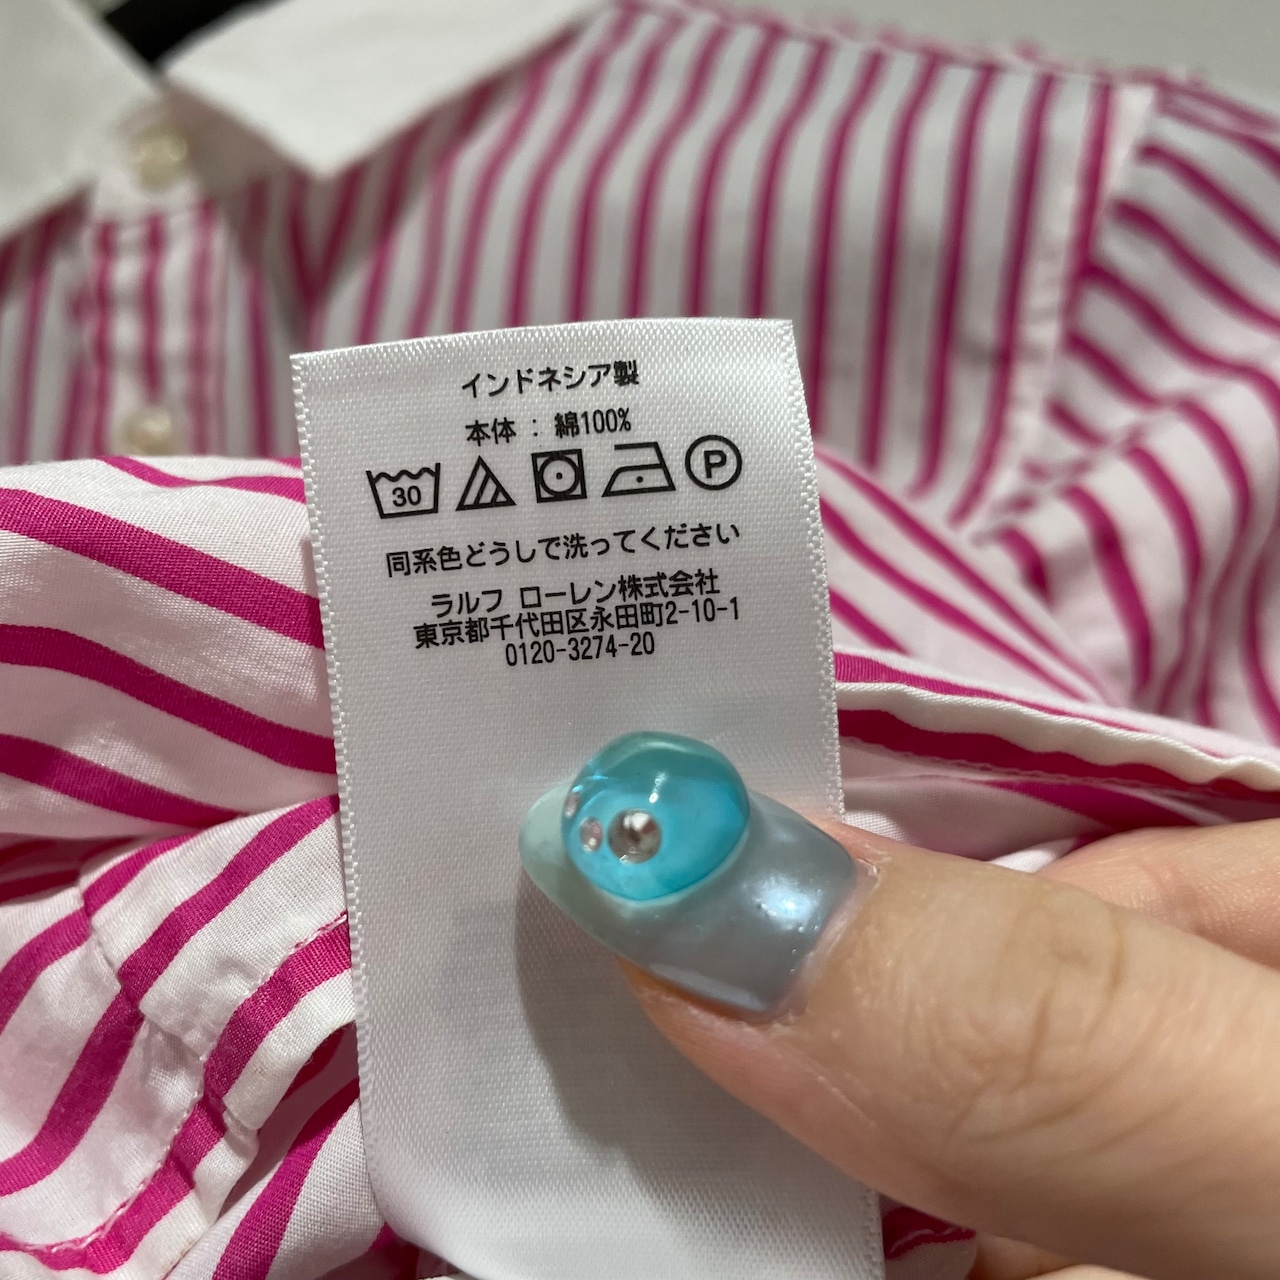 インドネシア製
本体 : 綿100%
30 P
同系色どうしで洗ってください
ラルフ ローレン株式会社
東京都千代田区永田町2-10-1
0120-3274-20